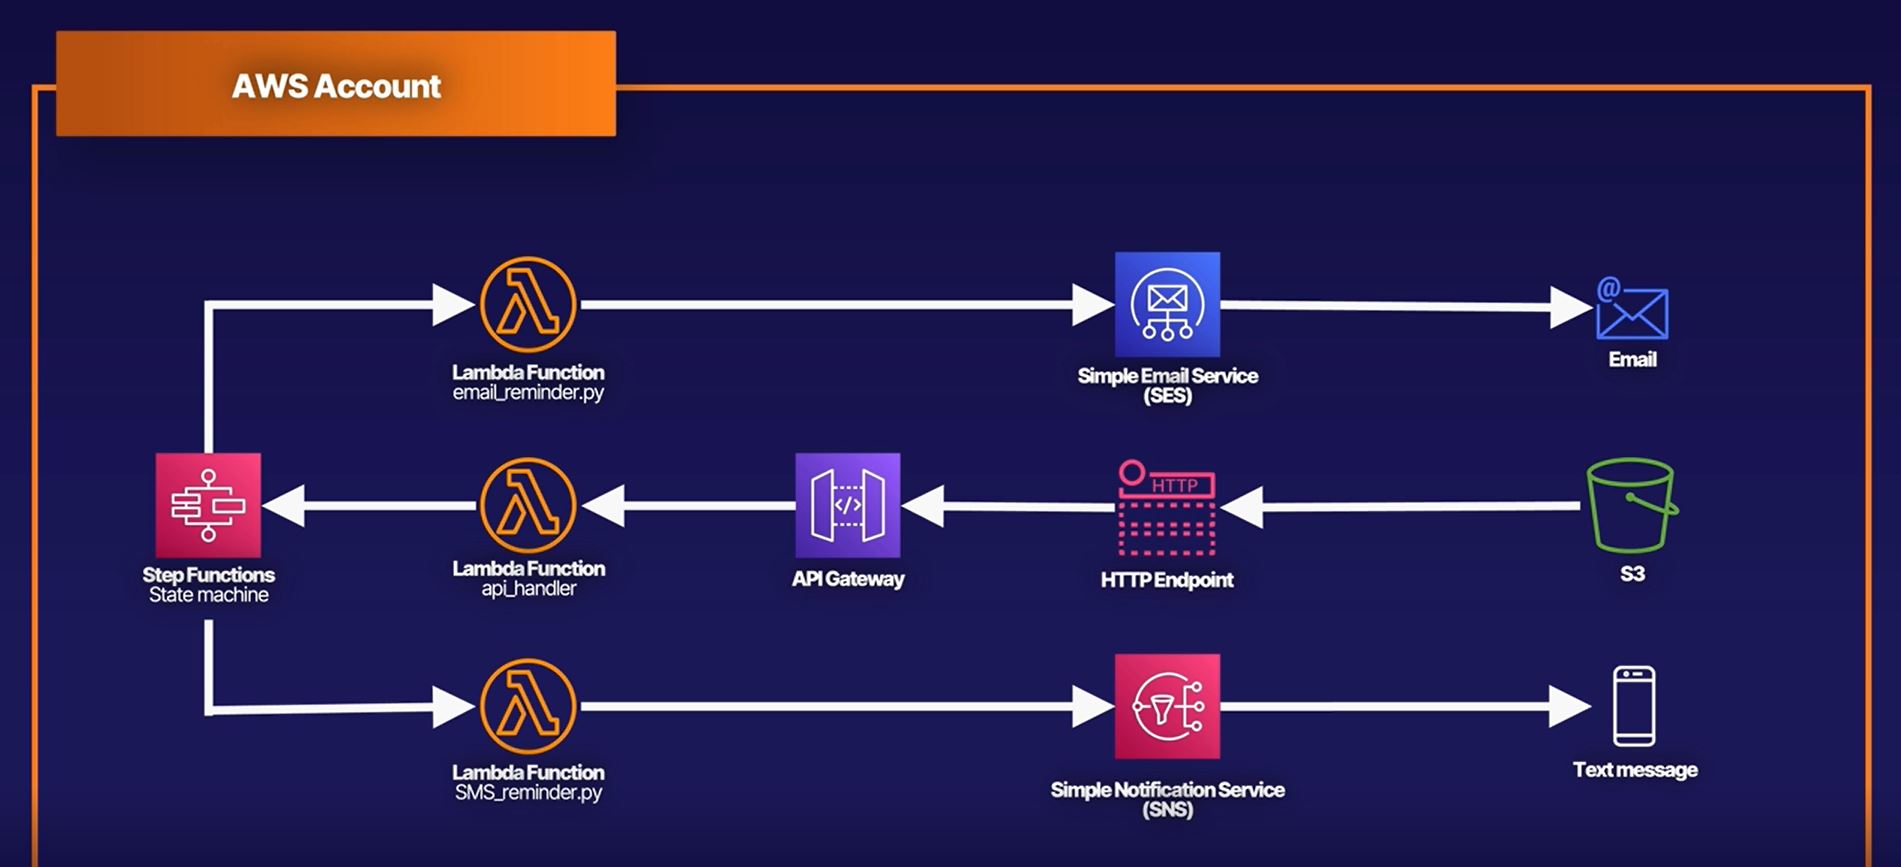 AWS Account
Lambda Function
email_reminder.py
Simple Email Service
(SES)
@
Email
Step Functions
State machine
Lambda Function
api_handler
</>
API Gateway
HTTP
HTTP Endpoint
S3
Lambda Function
SMS_reminder.py
Simple Notification Service
(SNS)
Text message